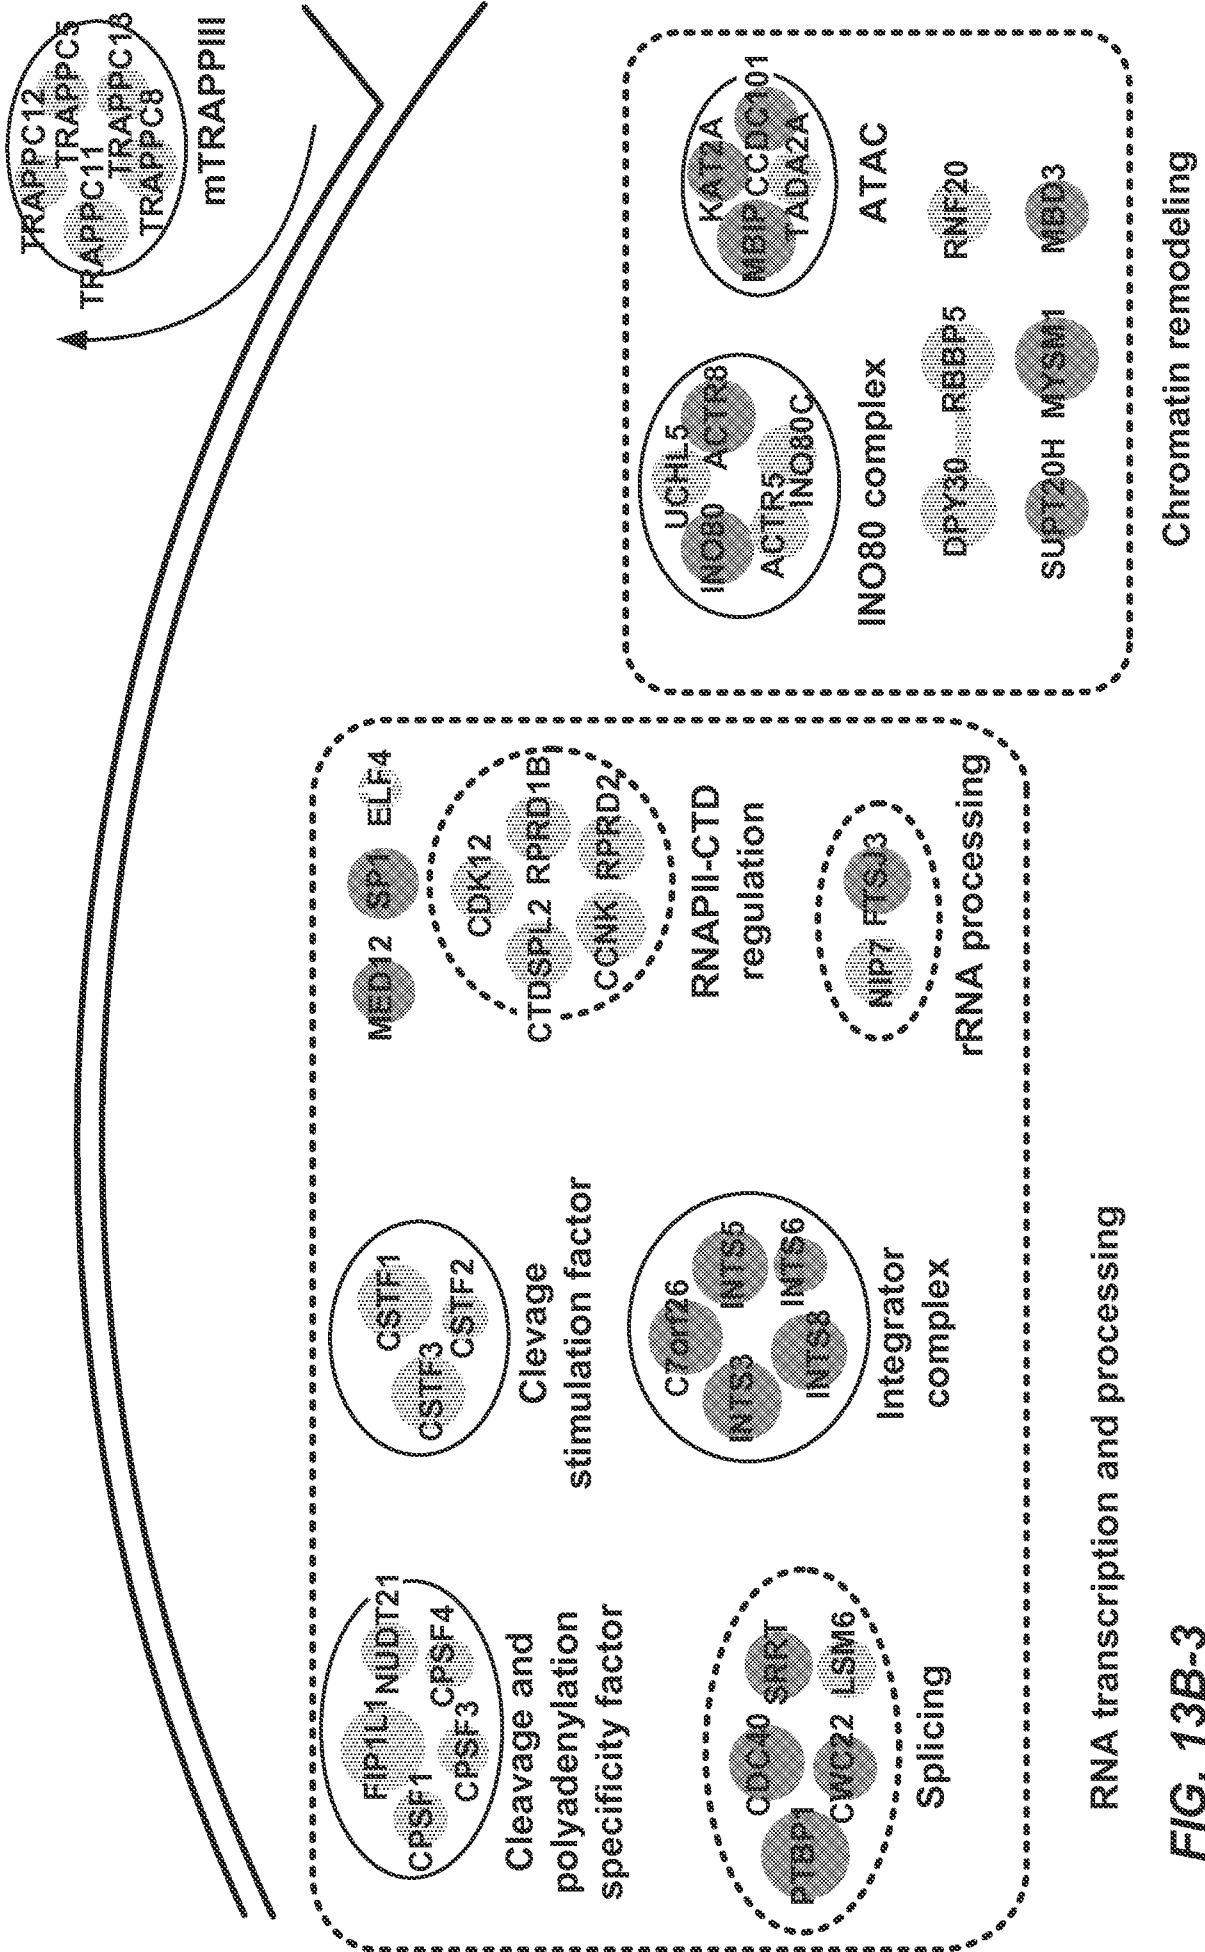 TRAPPC12
TRAPPC5
TRAPPC11
TRAPPC13
TRAPPC8
mTRAPPIII
FIP1L1
NUDT21
CPSF1
CPSF4
CPSF3
Cleavage and
polyadenylation
specificity factor
CSTF1
CSTF3
CSTF2
Clevage
stimulation factor
MED12
SP1
ELF4
CDK12
CTDSPL2
RPRD1B
CCNK
RPRD2
RNAPII-CTD
regulation
CDC40
SRRT
PTBP1
CWC22
LSM6
Splicing
C7orf26
INTS5
INTS3
INTS6
INTS8
Integrator
complex
NIP7
FTSJ3
rRNA processing
RNA transcription and processing
UCHL5
INO80
ACTR8
ACTR5
INO80C
INO80 complex
KAT2A
MBIP
CCDC101
TADA2A
ATAC
DPY30
RBBP5
RNF20
SUPT20H
MYSM1
MBD3
Chromatin remodeling
FIG. 13B-3